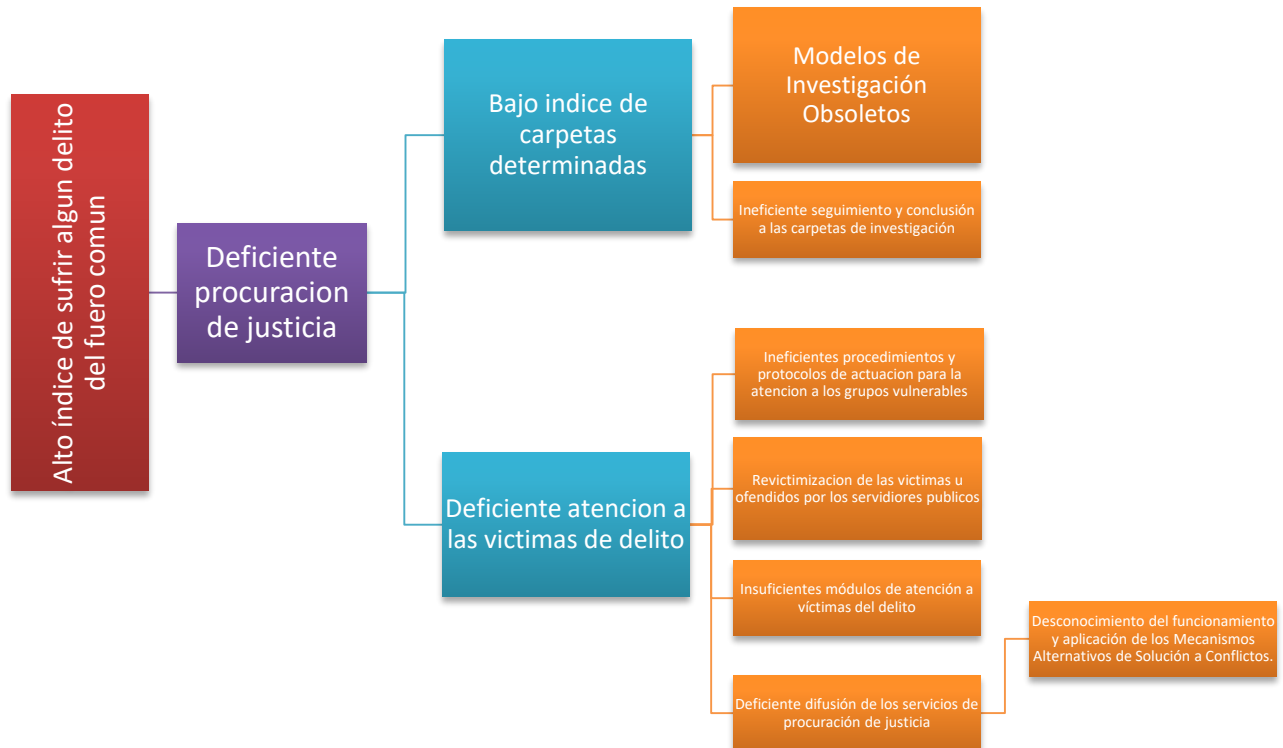 Alto índice de sufrir algun delito
del fuero comun
Deficiente
procuracion
de justicia
Bajo indice de
carpetas
determinadas
Modelos de
Investigación
Obsoletos
Ineficiente seguimiento y conclusión
a las carpetas de investigación
Deficiente atencion a
las victimas de delito
Ineficientes procedimientos y
protocolos de actuacion para la
atencion a los grupos vulnerables
Revictimizacion de las victimas u
ofendidos por los servidiores publicos
Insuficientes módulos de atención a
víctimas del delito
Deficiente difusión de los servicios de
procuración de justicia
Desconocimiento del funcionamiento
y aplicación de los Mecanismos
Alternativos de Solución a Conflictos.